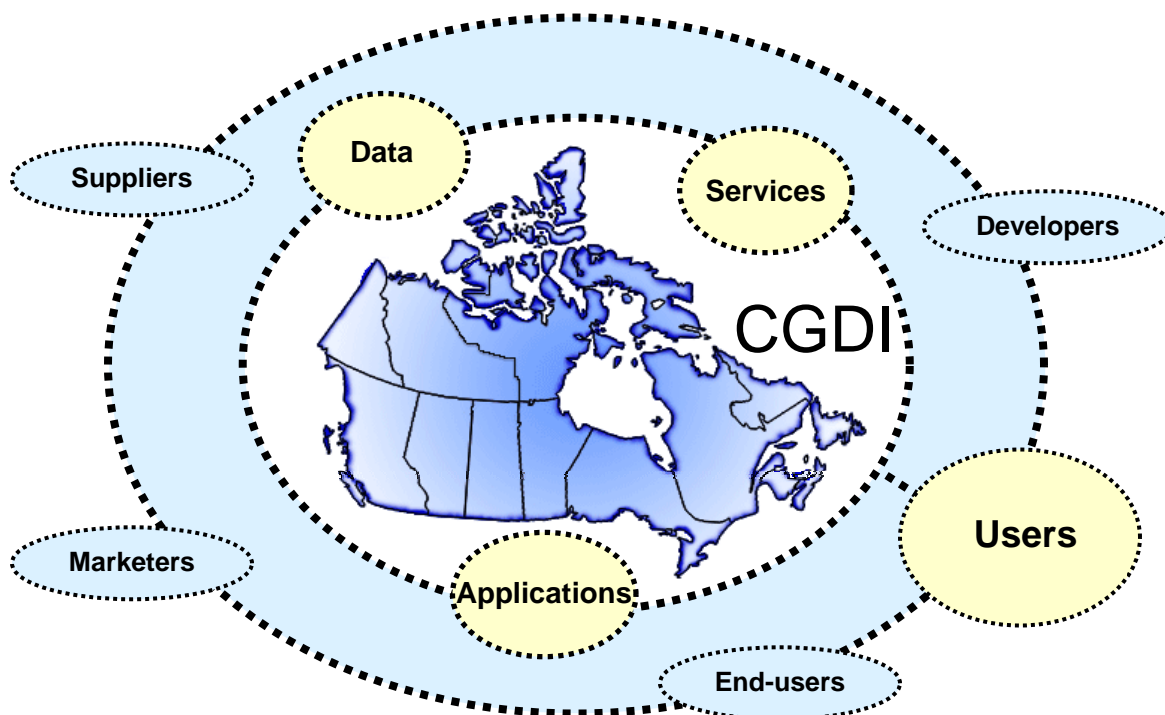 Data
Suppliers
Services
Developers
CGDI
Users
Marketers
Applications
End-users